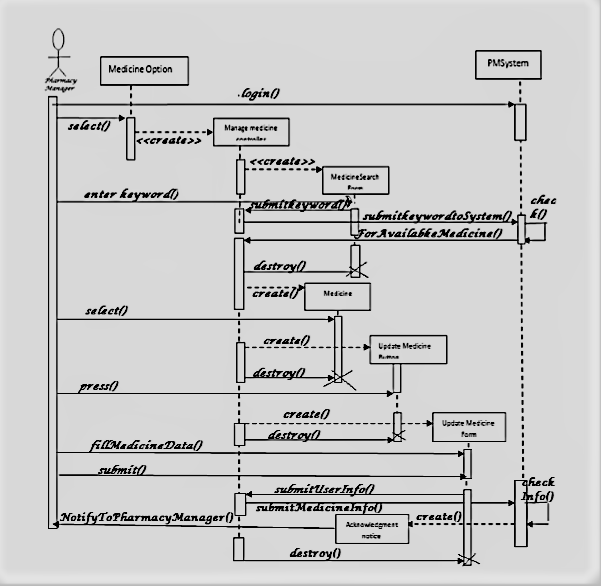 Pharmacy
Manager
Medicine Option
PMSystem
.login()
select()
Manage medicine
controller
<<create>>
<<create>>
MedicineSearch
Form
enter keyword()
submitkeyword()
submitkeywordtoSystem()
chec
k()
ForAvailabkeMedicine()
destroy()
create()
Medicine
select()
create()
Update Medicine
Button
destroy()
press()
create()
Update Medicine
Form
destroy()
fillMedicineData()
submit()
check
Info()
submitUserInfo()
submitMedicineInfo()
NotifyToPharmacyManager()
create()
Acknowledgment
notice
destroy()